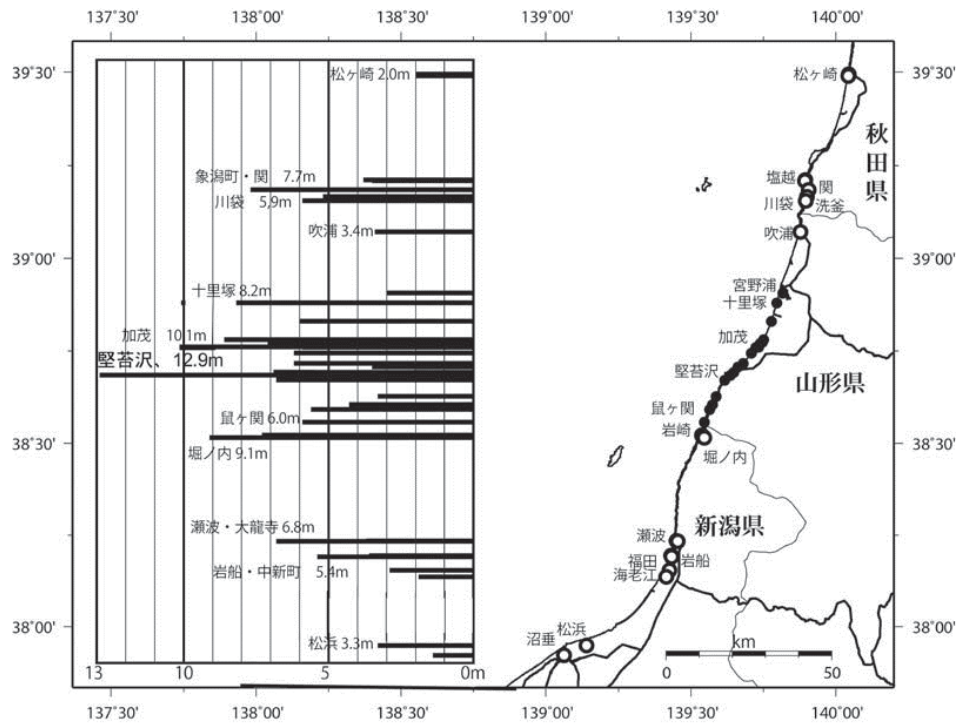 137°30' 138°00' 138°30' 139°00' 139°30' 140°00'
39°30'
39°00'
38°30'
38°00'
松ヶ崎 2.0m
象潟町・関 7.7m
川袋 5.9m
吹浦 3.4m
十里塚 8.2m
加茂 10.1m
堅苔沢、12.9m
鼠ヶ関 6.0m
堀ノ内 9.1m
瀬波・大龍寺 6.8m
岩船・中新町 5.4m
松浜 3.3m
13 10 5 0m
松ヶ崎
秋田県
塩越
関
川袋
洗釜
吹浦
宮野浦
十里塚
加茂
山形県
堅苔沢
鼠ヶ関
岩崎
堀ノ内
新潟県
瀬波
福田
岩船
海老江
松浜
沼垂
km
0 50
39°30'
39°00'
38°30'
38°00'
137°30' 138°00' 138°30' 139°00' 139°30' 140°00'